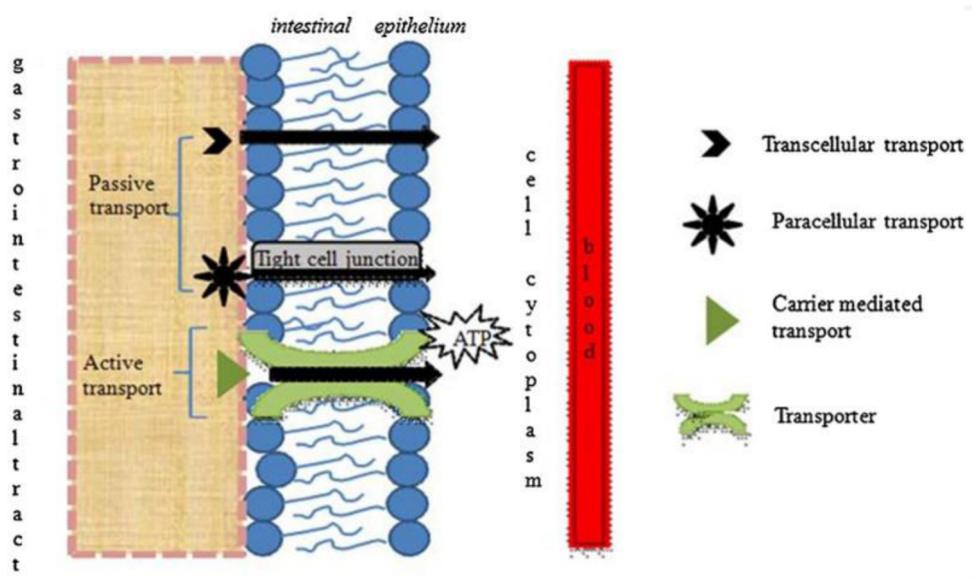 intestinal epithelium
gastrointestinal tract
Passive
transport
Tight cell junction
ATP
Active
transport
cell cytoplasm
blood
Transcellular transport
Paracellular transport
Carrier mediated
transport
Transporter